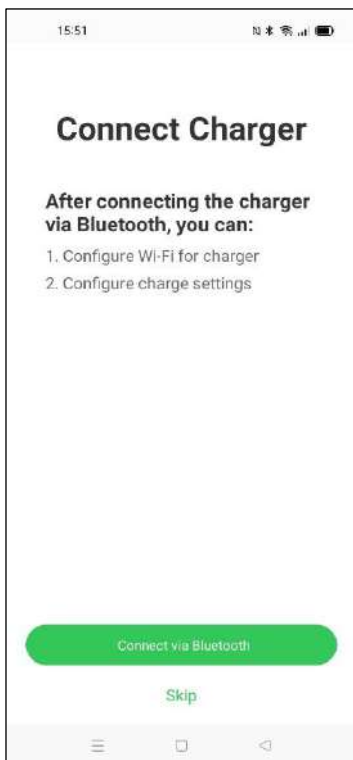 15:51
Connect Charger
After connecting the charger
via Bluetooth, you can:
1. Configure Wi-Fi for charger
2. Configure charge settings
Connect via Bluetooth
Skip